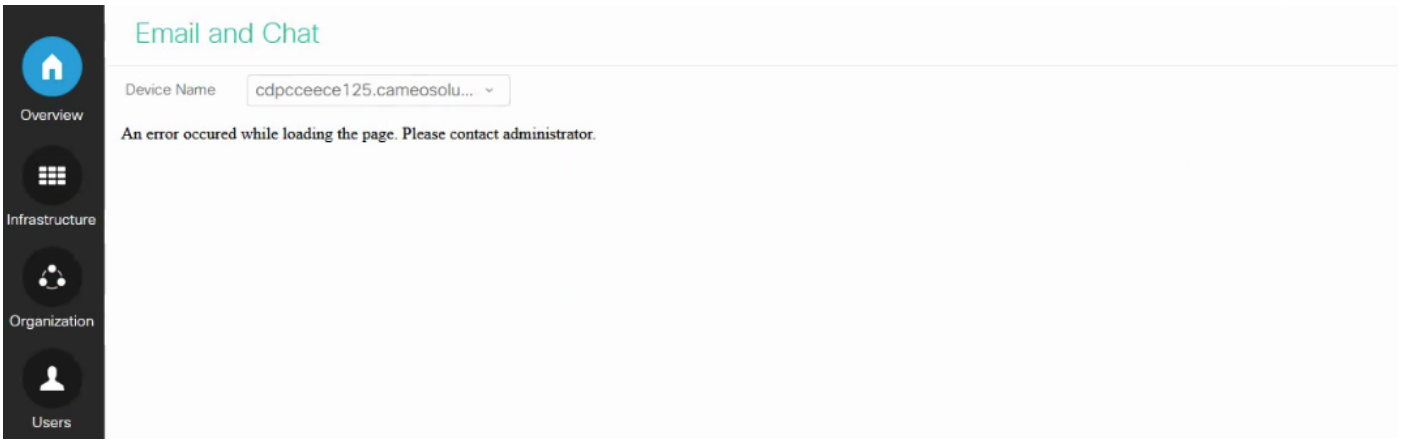 Email and Chat
Overview
Device Name cdpcceece125.cameosolu...
An error occured while loading the page. Please contact administrator.
Infrastructure
Organization
Users